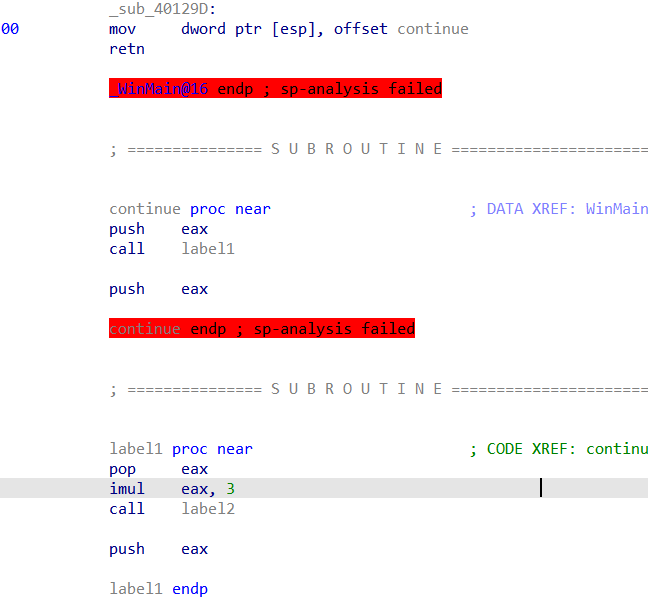 _sub_40129D:
00 mov dword ptr [esp], offset continue
retn
_WinMain@16 endp ; sp-analysis failed
; =============== S U B R O U T I N E ======================
continue proc near ; DATA XREF: WinMain
push eax
call label1
push eax
continue endp ; sp-analysis failed
; =============== S U B R O U T I N E ======================
label1 proc near ; CODE XREF: continu
pop eax
imul eax, 3
call label2
push eax
label1 endp